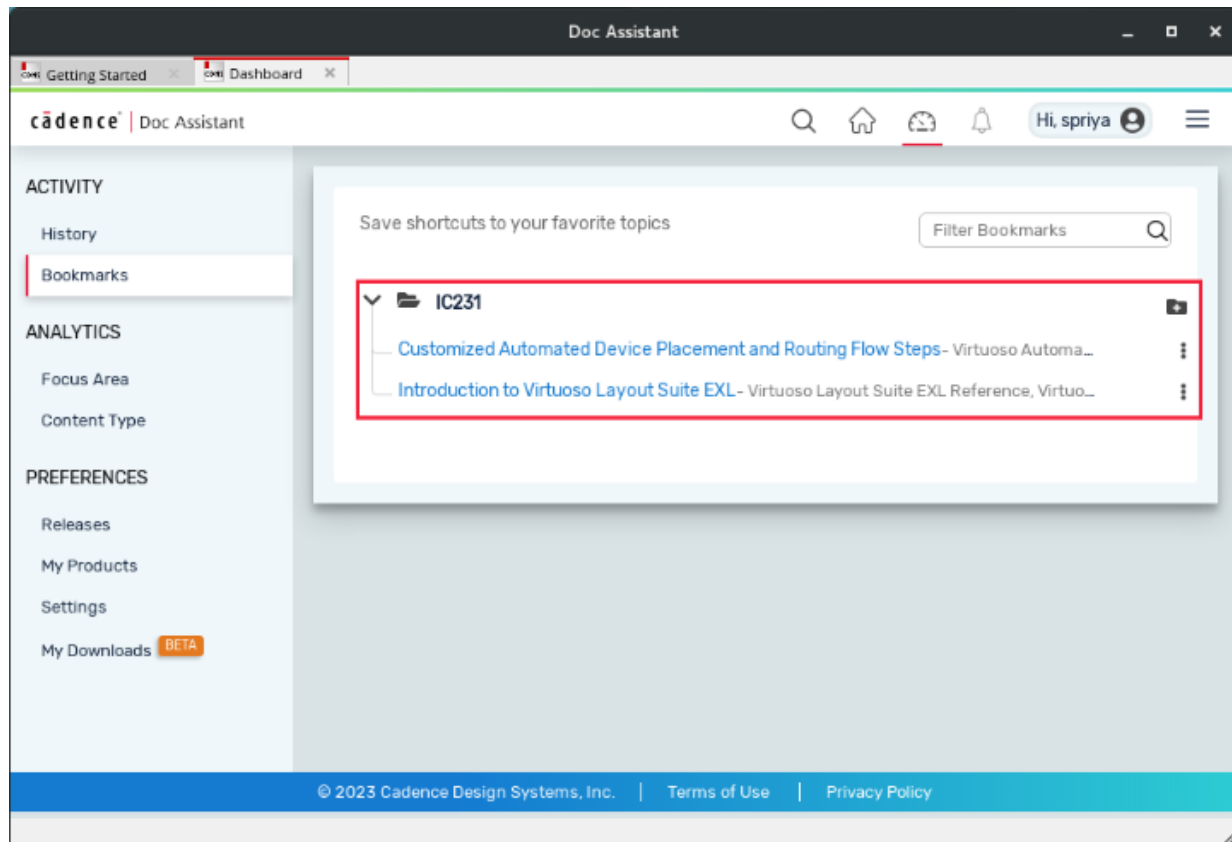 Doc Assistant
Getting Started
Dashboard
cādence | Doc Assistant
Hi, spriya
ACTIVITY
History
Bookmarks
ANALYTICS
Focus Area
Content Type
PREFERENCES
Releases
My Products
Settings
My Downloads BETA
Save shortcuts to your favorite topics
Filter Bookmarks
IC231
Customized Automated Device Placement and Routing Flow Steps- Virtuoso Automa...
Introduction to Virtuoso Layout Suite EXL- Virtuoso Layout Suite EXL Reference, Virtuo...
© 2023 Cadence Design Systems, Inc. | Terms of Use | Privacy Policy